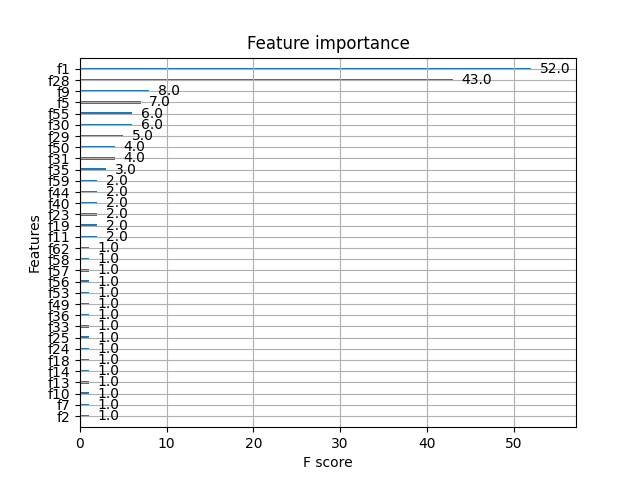 Feature importance
f1 52.0
f28 43.0
f9 8.0
f5 7.0
f55 6.0
f30 6.0
f29 5.0
f50 4.0
f31 4.0
f35 3.0
f59 2.0
f44 2.0
f40 2.0
f23 2.0
f19 2.0
f11 2.0
f62 1.0
f58 1.0
f57 1.0
f56 1.0
f53 1.0
f49 1.0
f36 1.0
f33 1.0
f25 1.0
f24 1.0
f18 1.0
f14 1.0
f13 1.0
f10 1.0
f7 1.0
f2 1.0
Features
0 10 20 30 40 50
F score